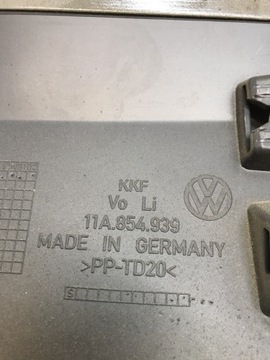 KKF
Vo Li
11A.854.939
MADE IN GERMANY
>PP-TD20<